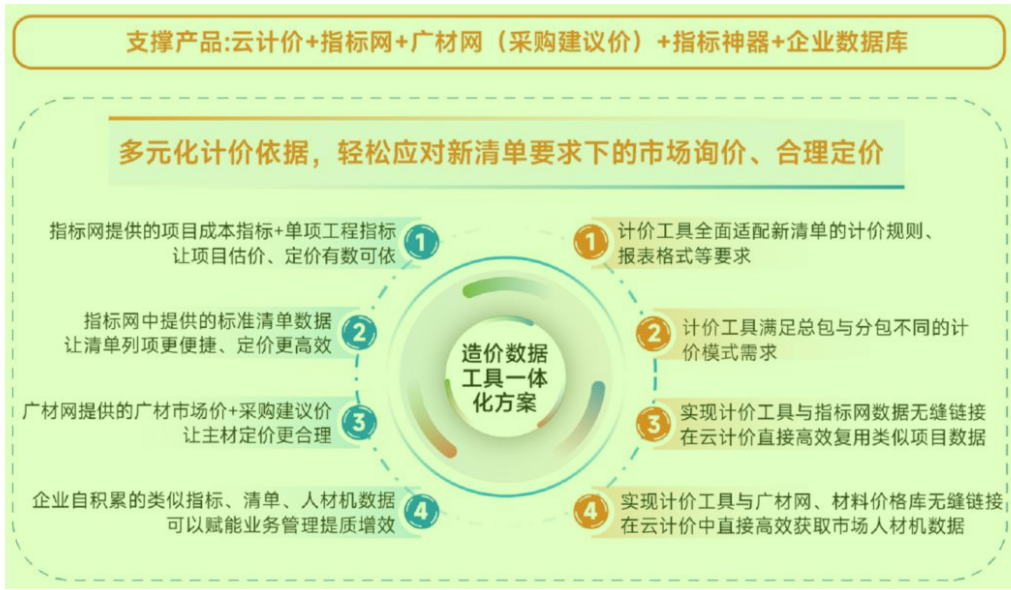 支撑产品:云计价+指标网+广材网（采购建议价）+指标神器+企业数据库
多元化计价依据，轻松应对新清单要求下的市场询价、合理定价
指标网提供的项目成本指标+单项工程指标
让项目估价、定价有数可依
1
指标网中提供的标准清单数据
让清单列项更便捷、定价更高效
2
广材网提供的广材市场价+采购建议价
让主材定价更合理
3
企业自积累的类似指标、清单、人材机数据
可以赋能业务管理提质增效
4
造价数据
工具一体
化方案
1
计价工具全面适配新清单的计价规则、
报表格式等要求
2
计价工具满足总包与分包不同的计
价模式需求
3
实现计价工具与指标网数据无缝链接
在云计价直接高效复用类似项目数据
4
实现计价工具与广材网、材料价格库无缝链接
在云计价中直接高效获取市场人材机数据